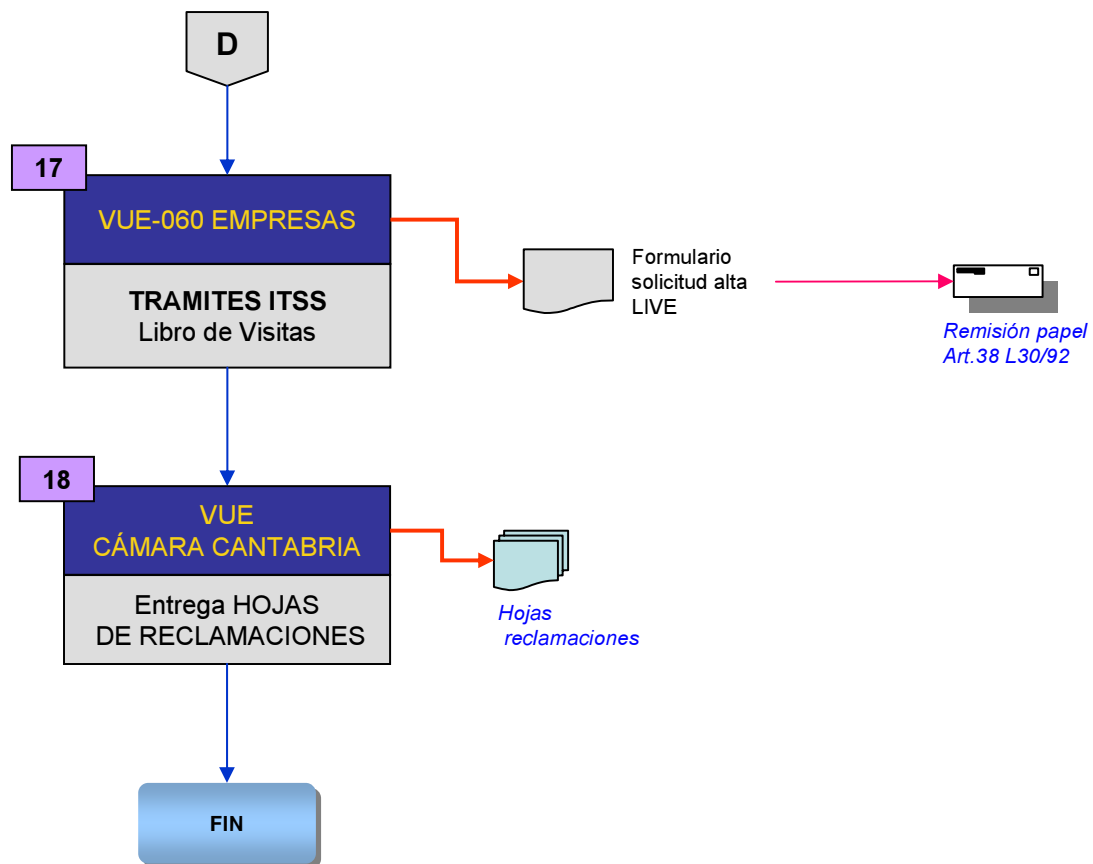 D
17
VUE-060 EMPRESAS
TRAMITES ITSS
Libro de Visitas
Formulario
solicitud alta
LIVE
Remisión papel
Art.38 L30/92
18
VUE
CÁMARA CANTABRIA
Entrega HOJAS
DE RECLAMACIONES
Hojas
reclamaciones
FIN